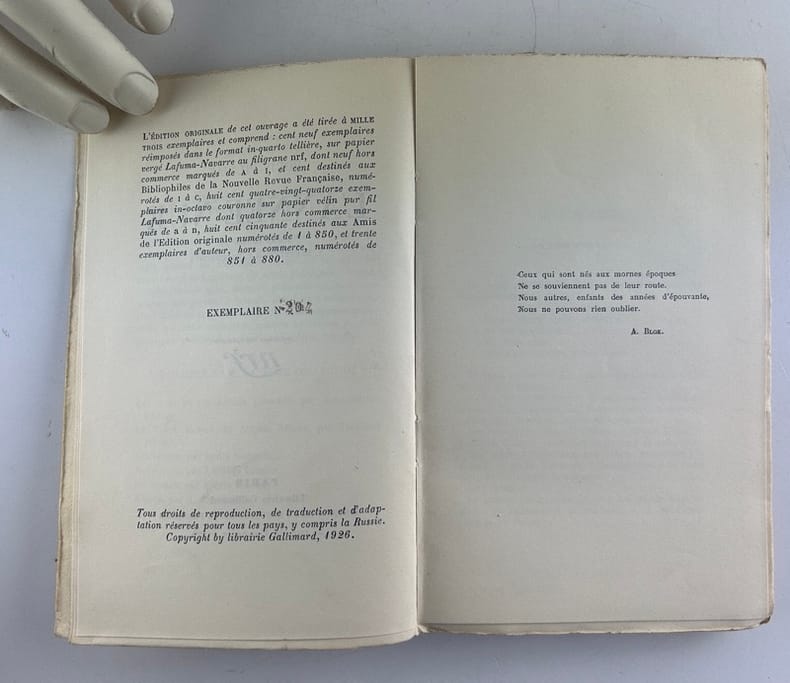 L'ÉDITION ORIGINALE de cet ouvrage a été tirée à MILLE
TROIS exemplaires et comprend : cent neuf exemplaires
réimposés dans le format in-quarto tellière, sur papier
vergé Lafuma-Navarre au filigrane nrf, dont neuf hors
commerce marqués de A à I, et cent destinés aux
Bibliophiles de la Nouvelle Revue Française, numé-
rotés de I à C, huit cent quatre-vingt-quatorze exem-
plaires in-octavo couronne sur papier vélin pur fil
Lafuma-Navarre dont quatorze hors commerce mar-
qués de a à n, huit cent cinquante destinés aux Amis
de l'Edition originale numérotés de 1 à 850, et trente
exemplaires d'auteur, hors commerce, numérotés de
851 à 880.
EXEMPLAIRE N°
nrf
PARIS
Tous droits de reproduction, de traduction et d'adap-
tation réservés pour tous les pays, y compris la Russie.
Copyright by librairie Gallimard, 1926.
Ceux qui sont nés aux mornes époques
Ne se souviennent pas de leur route.
Nous autres, enfants des années d'épouvante,
Nous ne pouvons rien oublier.
A. BLOK.